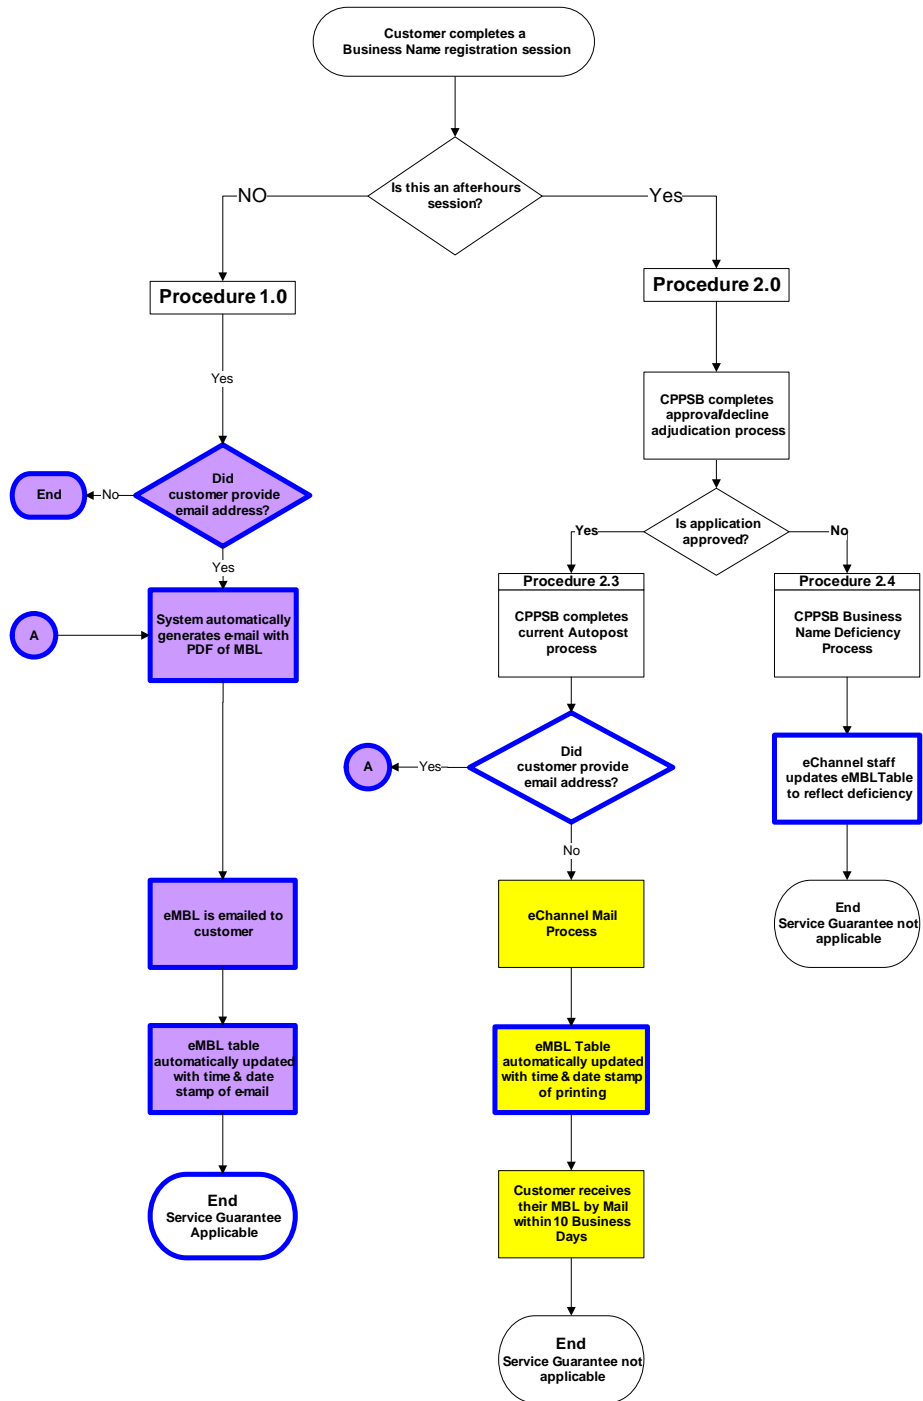 Customer completes a
Business Name registration session
Is this an after-hours
session?
NO
Yes
Procedure 1.0
Procedure 2.0
Yes
CPPSB completes
approval/decline
adjudication process
Did
customer provide
email address?
No
End
Is application
approved?
Yes
No
Yes
Procedure 2.3
CPPSB completes
current Autopost
process
Procedure 2.4
CPPSB Business
Name Deficiency
Process
System automatically
generates e-mail with
PDF of MBL
A
Did
customer provide
email address?
Yes
A
eChannel staff
updates eMBLTable
to reflect deficiency
No
eMBL is emailed to
customer
eChannel Mail
Process
End
Service Guarantee not
applicable
eMBL table
automatically updated
with time & date
stamp of e-mail
eMBL Table
automatically updated
with time & date stamp
of printing
End
Service Guarantee
Applicable
Customer receives
their MBL by Mail
within 10 Business
Days
End
Service Guarantee not
applicable